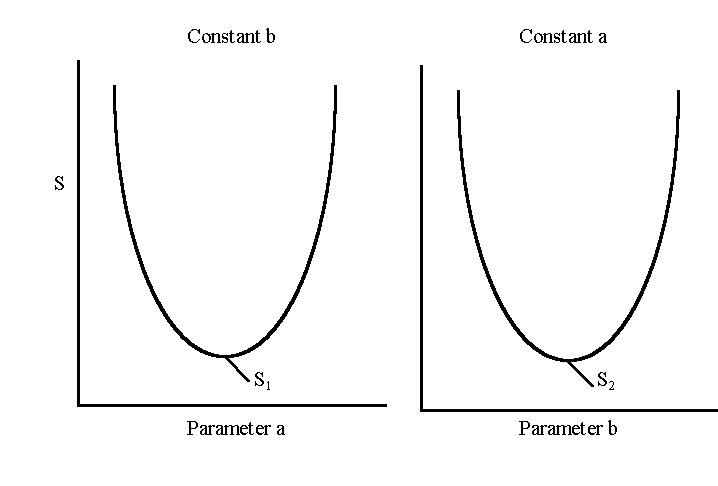 Constant b
Constant a
S
S₁
S₂
Parameter a
Parameter b